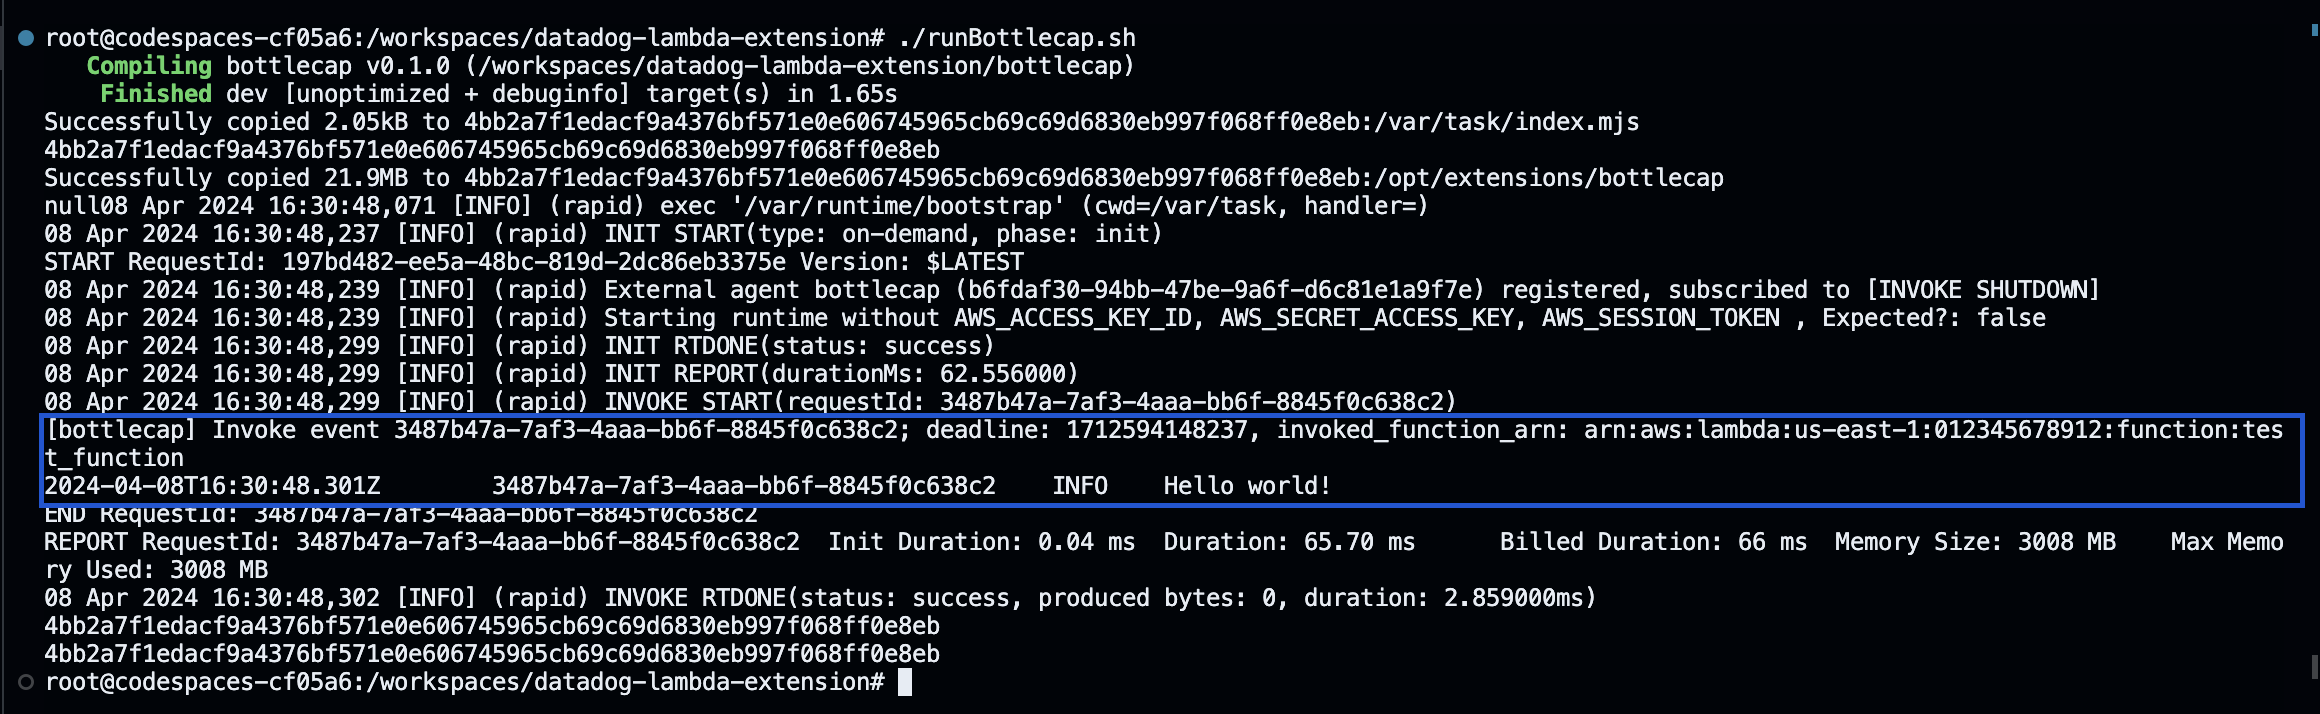 root@codespaces-cf05a6:/workspaces/datadog-lambda-extension# ./runBottlecap.sh
   Compiling bottlecap v0.1.0 (/workspaces/datadog-lambda-extension/bottlecap)
    Finished dev [unoptimized + debuginfo] target(s) in 1.65s
Successfully copied 2.05kB to 4bb2a7f1edacf9a4376bf571e0e606745965cb69c69d6830eb997f068ff0e8eb:/var/task/index.mjs
4bb2a7f1edacf9a4376bf571e0e606745965cb69c69d6830eb997f068ff0e8eb
Successfully copied 21.9MB to 4bb2a7f1edacf9a4376bf571e0e606745965cb69c69d6830eb997f068ff0e8eb:/opt/extensions/bottlecap
null08 Apr 2024 16:30:48,071 [INFO] (rapid) exec '/var/runtime/bootstrap' (cwd=/var/task, handler=)
08 Apr 2024 16:30:48,237 [INFO] (rapid) INIT START(type: on-demand, phase: init)
START RequestId: 197bd482-ee5a-48bc-819d-2dc86eb3375e Version: $LATEST
08 Apr 2024 16:30:48,239 [INFO] (rapid) External agent bottlecap (b6fdaf30-94bb-47be-9a6f-d6c81e1a9f7e) registered, subscribed to [INVOKE SHUTDOWN]
08 Apr 2024 16:30:48,239 [INFO] (rapid) Starting runtime without AWS_ACCESS_KEY_ID, AWS_SECRET_ACCESS_KEY, AWS_SESSION_TOKEN , Expected?: false
08 Apr 2024 16:30:48,299 [INFO] (rapid) INIT RTDONE(status: success)
08 Apr 2024 16:30:48,299 [INFO] (rapid) INIT REPORT(durationMs: 62.556000)
08 Apr 2024 16:30:48,299 [INFO] (rapid) INVOKE START(requestId: 3487b47a-7af3-4aaa-bb6f-8845f0c638c2)
[bottlecap] Invoke event 3487b47a-7af3-4aaa-bb6f-8845f0c638c2; deadline: 1712594148237, invoked_function_arn: arn:aws:lambda:us-east-1:012345678912:function:tes
t_function
2024-04-08T16:30:48.301Z        3487b47a-7af3-4aaa-bb6f-8845f0c638c2    INFO    Hello world!
END RequestId: 3487b47a-7af3-4aaa-bb6f-8845f0c638c2
REPORT RequestId: 3487b47a-7af3-4aaa-bb6f-8845f0c638c2  Init Duration: 0.04 ms  Duration: 65.70 ms      Billed Duration: 66 ms  Memory Size: 3008 MB    Max Memo
ry Used: 3008 MB
08 Apr 2024 16:30:48,302 [INFO] (rapid) INVOKE RTDONE(status: success, produced bytes: 0, duration: 2.859000ms)
4bb2a7f1edacf9a4376bf571e0e606745965cb69c69d6830eb997f068ff0e8eb
4bb2a7f1edacf9a4376bf571e0e606745965cb69c69d6830eb997f068ff0e8eb
root@codespaces-cf05a6:/workspaces/datadog-lambda-extension#